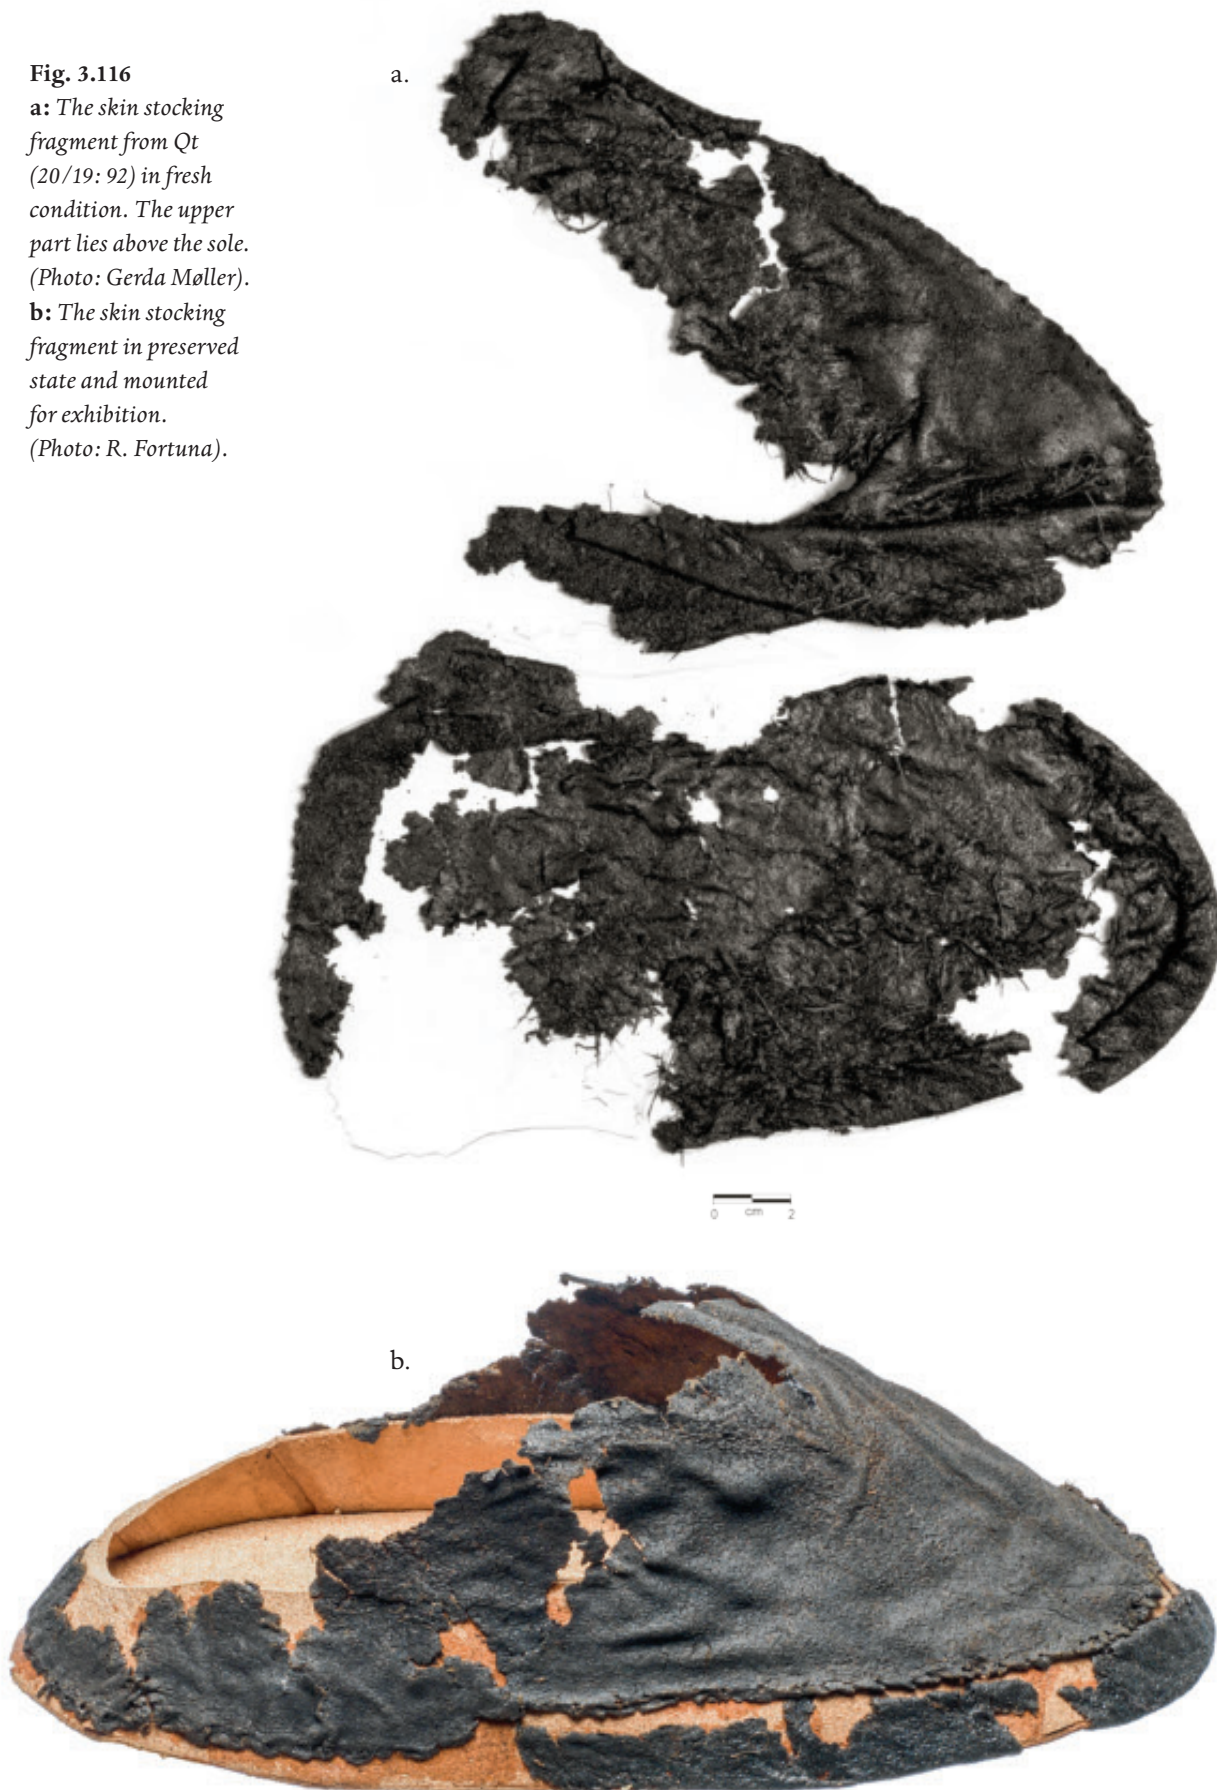 Fig. 3.116
a: The skin stocking
fragment from Qt
(20/19: 92) in fresh
condition. The upper
part lies above the sole.
(Photo: Gerda Møller).
b: The skin stocking
fragment in preserved
state and mounted
for exhibition.
(Photo: R. Fortuna).
a.
0 cm 2
b.